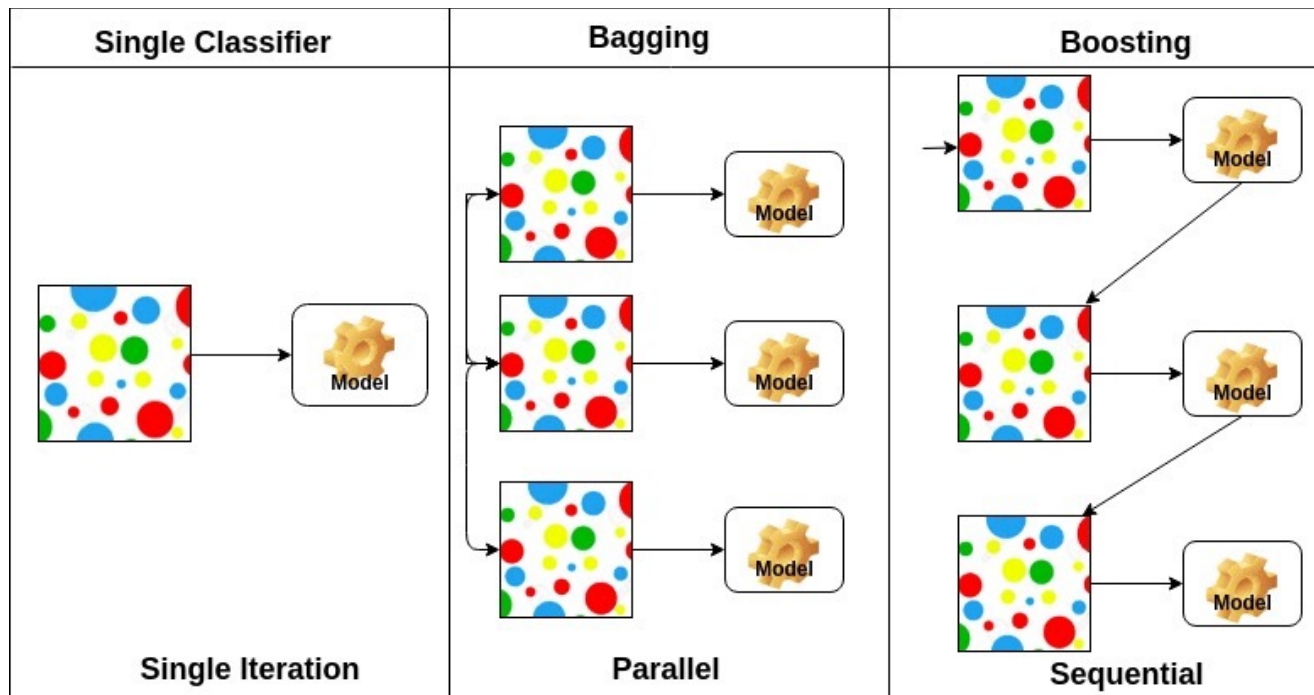 Single Classifier
Bagging
Boosting
Model
Model
Model
Model
Model
Model
Model
Single Iteration
Parallel
Sequential